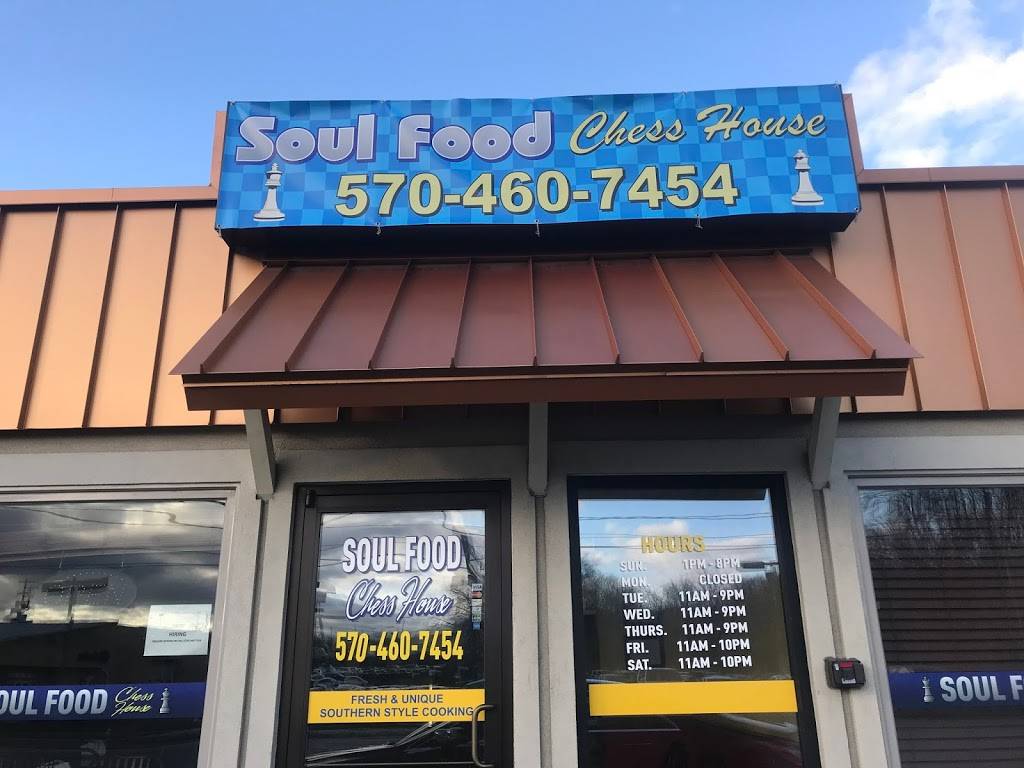 Soul Food Chess House
570-460-7454
SOUL FOOD
Chess House
570-460-7454
FRESH & UNIQUE
SOUTHERN STYLE COOKING
HOURS
SUN. 1PM - 8PM
MON. CLOSED
TUE. 11AM - 9PM
WED. 11AM - 9PM
THURS. 11AM - 9PM
FRI. 11AM - 10PM
SAT. 11AM - 10PM
HIRING
OUL FOOD Chess House
SOUL F